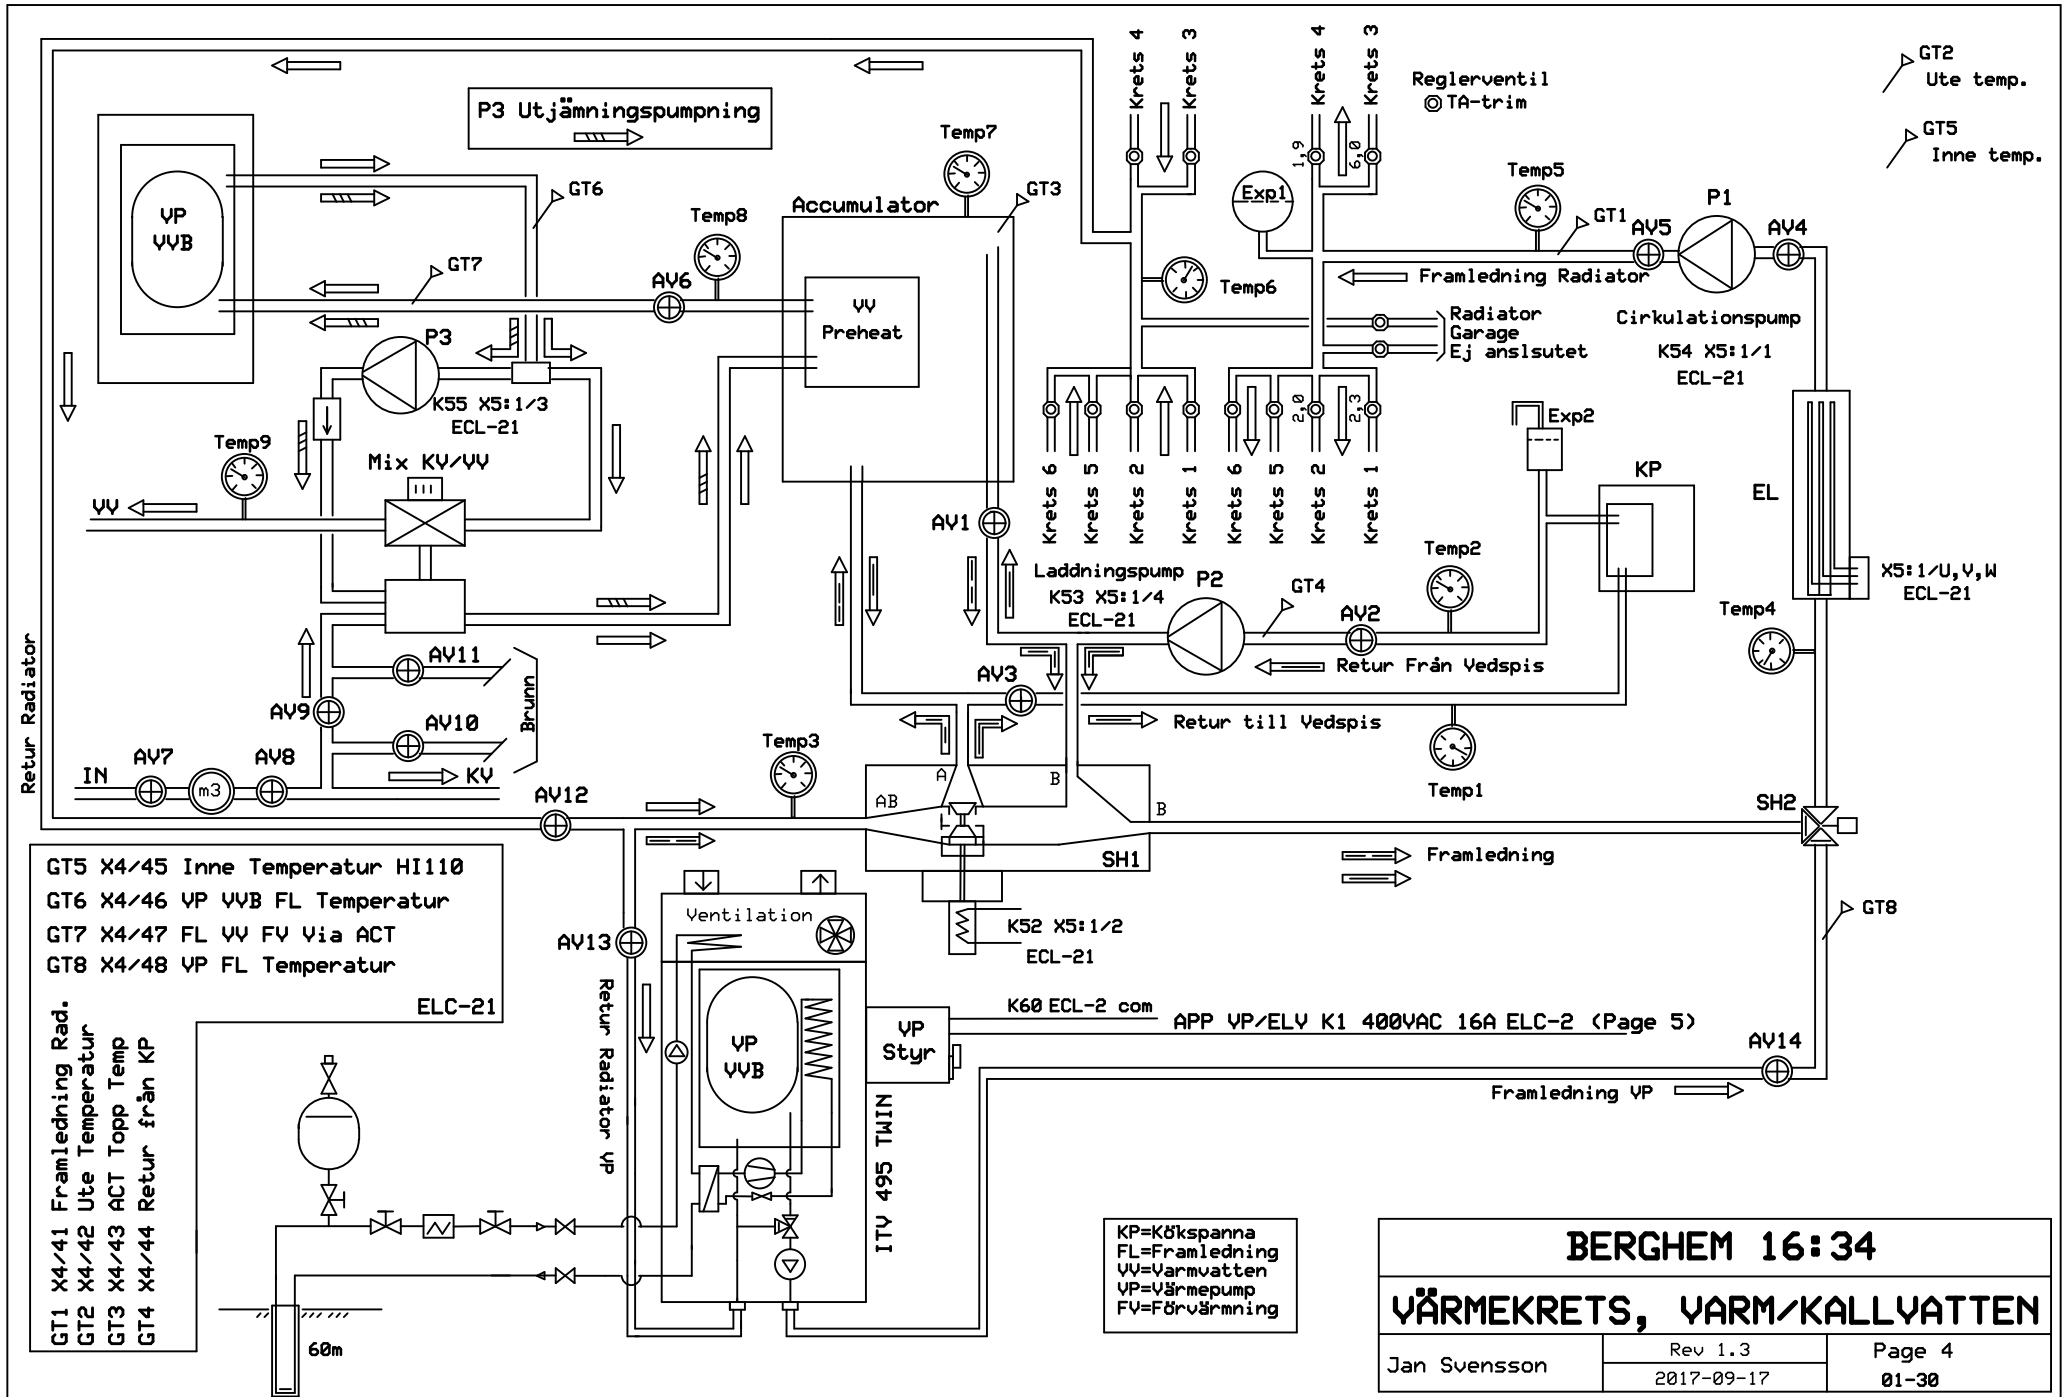 Krets 4
Krets 3
Krets 4
Krets 3
Reglerventil
TA-trim
GT2
Ute temp.
GT5
Inne temp.
P3 Utjämningspumpning
Temp7
1,9
6,0
Temp5
GT6
GT3
Exp1
P1
VP
VVB
Temp8
Accumulator
GT1
AV5
AV4
GT7
AV6
Framledning Radiator
Temp6
VV
Preheat
Radiator
Garage
Ej anslsutet
Cirkulationspump
K54 X5:1/1
ECL-21
P3
K55 X5:1/3
ECL-21
2,0
2,3
Exp2
Temp9
Mix KV/VV
VV
Krets 6
Krets 5
Krets 2
Krets 1
Krets 6
Krets 5
Krets 2
Krets 1
KP
EL
AV1
Temp2
Laddningspump
K53 X5:1/4
ECL-21
P2
GT4
AV2
X5:1/U,V,W
ECL-21
Temp4
Retur Från Vedspis
Retur Radiator
AV11
AV9
AV10
Brunn
AV3
Retur till Vedspis
Temp3
Temp1
IN
AV7
m3
AV8
KV
AV12
A
B
AB
B
SH1
SH2
Framledning
GT5 X4/45 Inne Temperatur HI110
GT6 X4/46 VP VVB FL Temperatur
GT7 X4/47 FL VV FV Via ACT
GT8 X4/48 VP FL Temperatur
ELC-21
GT1 X4/41 Framledning Rad.
GT2 X4/42 Ute Temperatur
GT3 X4/43 ACT Topp Temp
GT4 X4/44 Retur från KP
Ventilation
AV13
K52 X5:1/2
ECL-21
GT8
Retur Radiator VP
VP
VVB
VP
Styr
K60 ECL-2 com
APP VP/ELV K1 400VAC 16A ELC-2 (Page 5)
AV14
Framledning VP
ITV 495 TWIN
60m
KP=Kökspanna
FL=Framledning
VV=Varmvatten
VP=Värmepump
FV=Förvärmning
BERGHEM 16:34
VÄRMEKRETS, VARM/KALLVATTEN
Jan Svensson
Rev 1.3
2017-09-17
Page 4
01-30